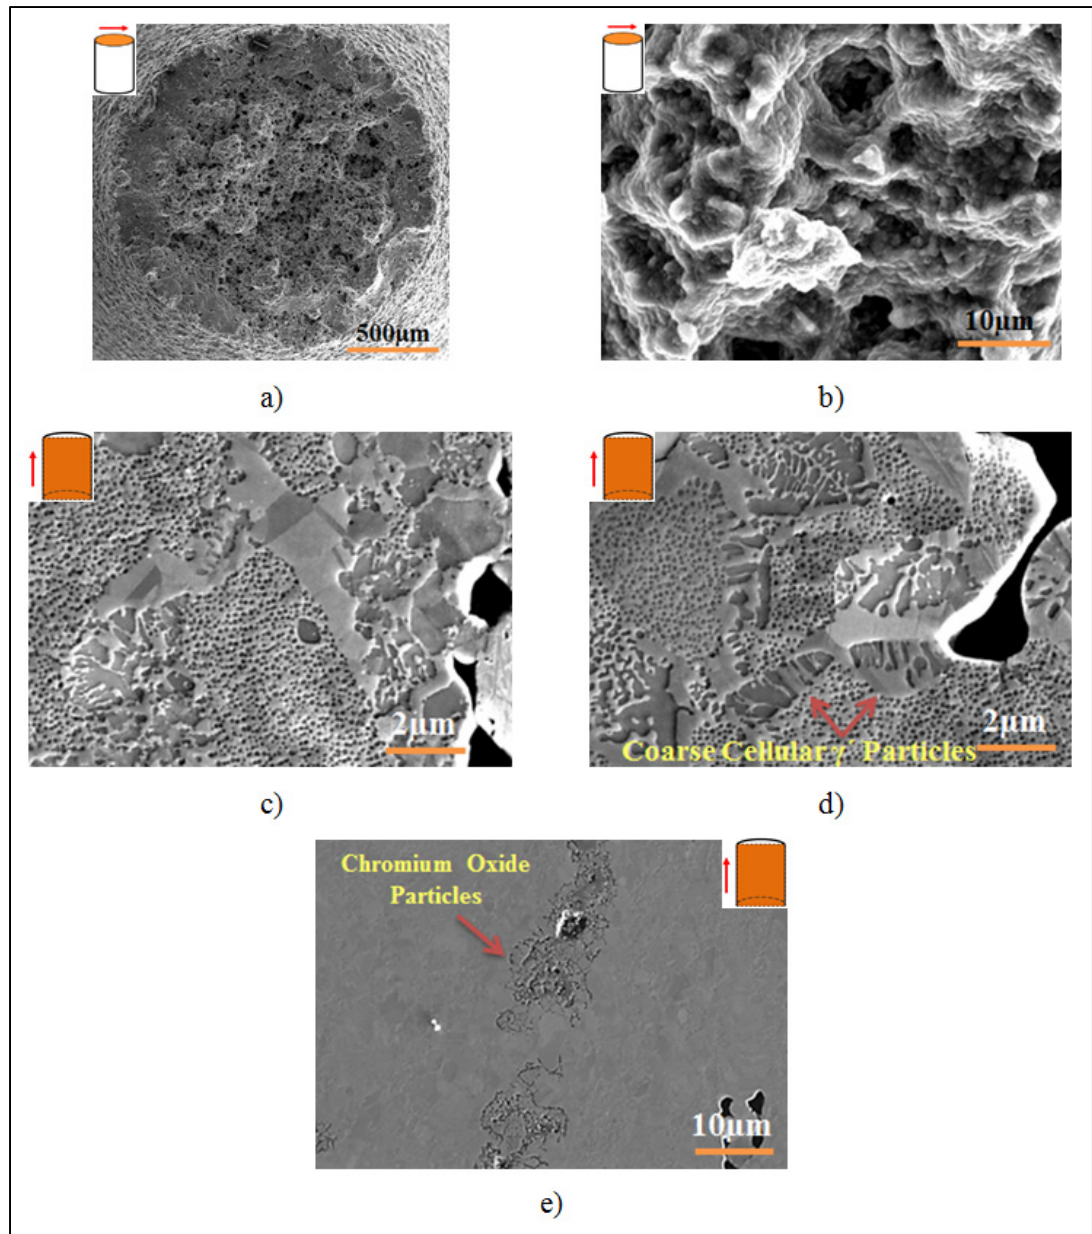 500µm
10µm
a)
b)
2µm
Coarse Cellular γ' Particles
2µm
c)
d)
Chromium Oxide
Particles
10µm
e)